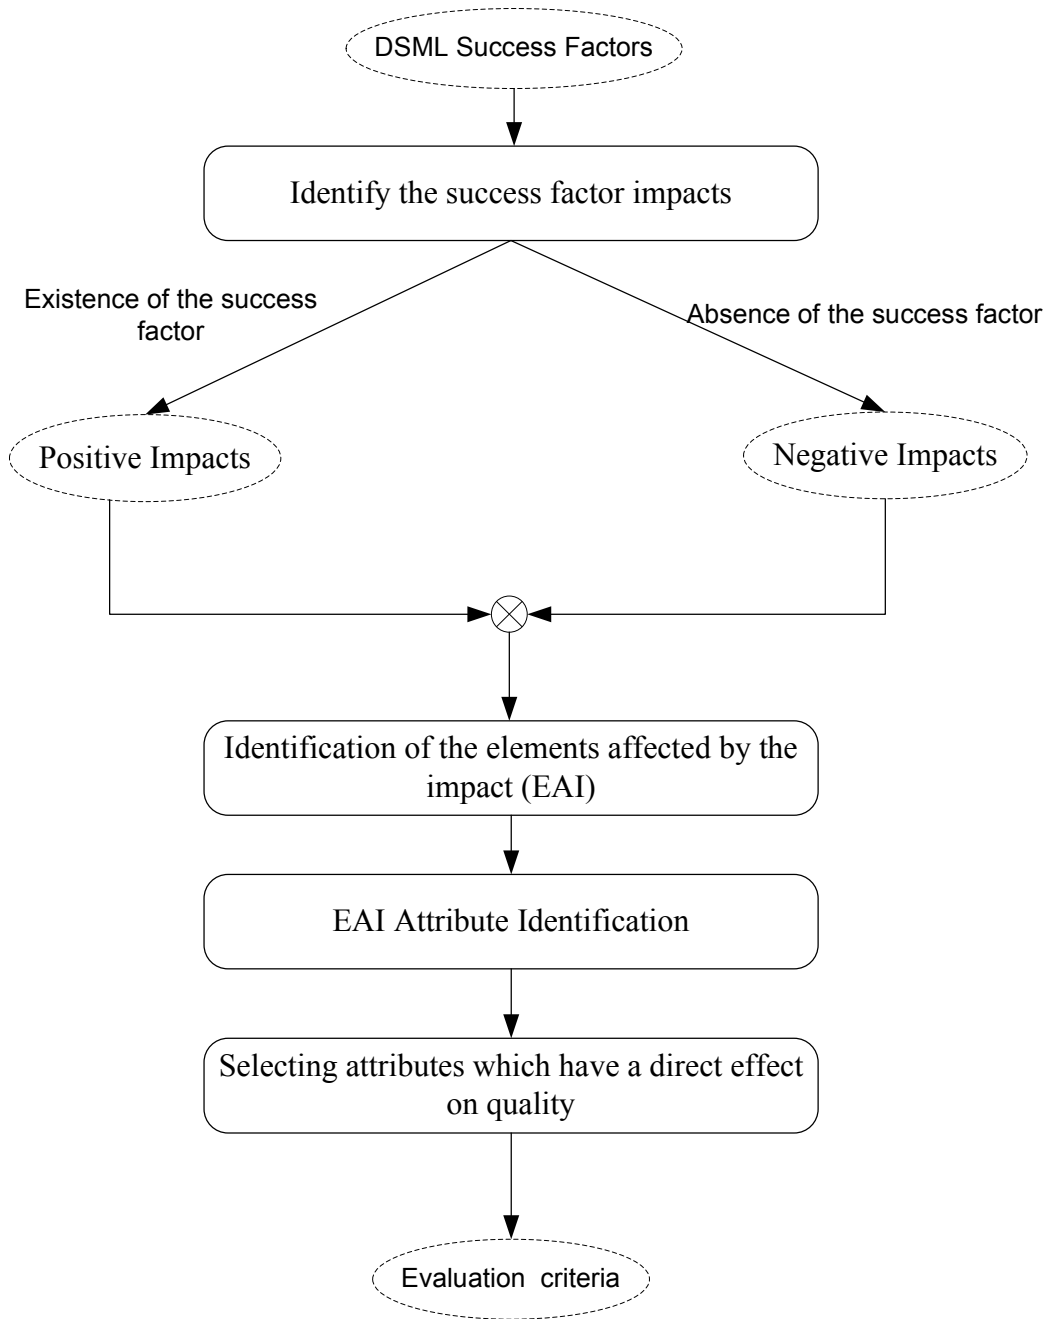 DSML Success Factors
Identify the success factor impacts
Existence of the success
factor
Absence of the success factor
Positive Impacts
Negative Impacts
Identification of the elements affected by the
impact (EAI)
EAI Attribute Identification
Selecting attributes which have a direct effect
on quality
Evaluation criteria